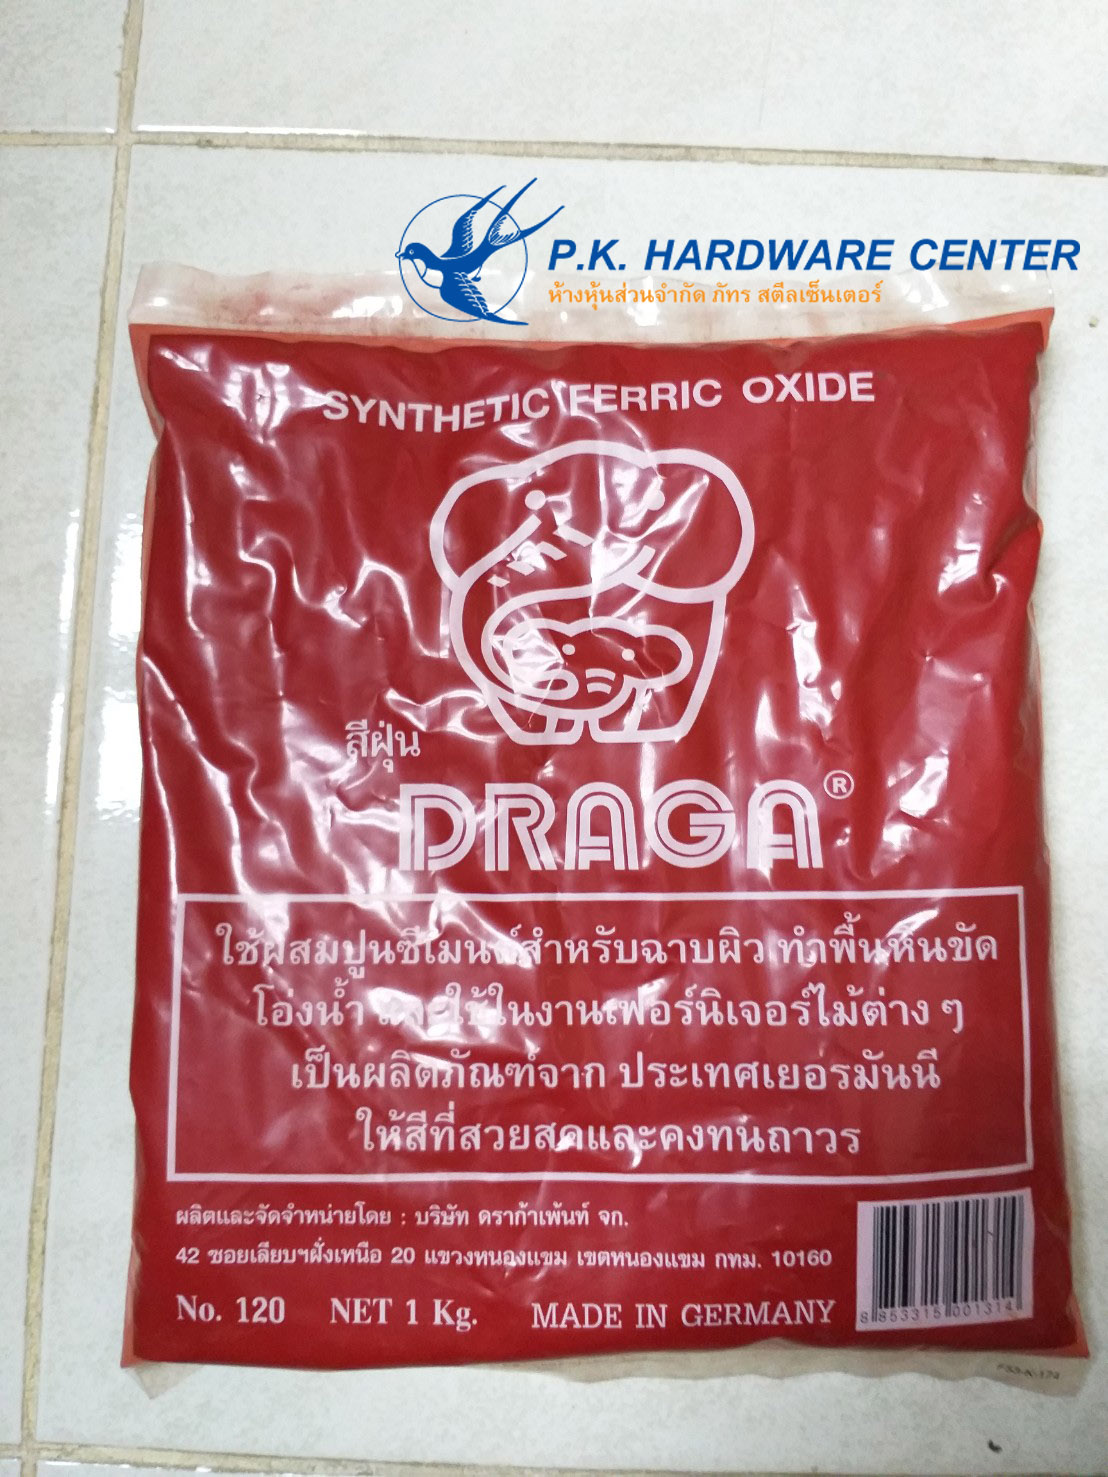 P.K. HARDWARE CENTER
ห้างหุ้นส่วนจำกัด ภัทร สตีลเซ็นเตอร์
SYNTHETIC FERRIC OXIDE
สีฝุ่น
DRAGA®
ใช้ผสมปูนซีเมนต์สำหรับฉาบผิว ทำพื้นหินขัด
โอ่งน้ำ และใช้ในงานเฟอร์นิเจอร์ไม้ต่าง ๆ
เป็นผลิตภัณฑ์จาก ประเทศเยอรมันนี
ให้สีที่สวยสดและคงทนถาวร
ผลิตและจัดจำหน่ายโดย : บริษัท ดราก้าเพ้นท์ จก.
42 ซอยเลียบฯฝั่งเหนือ 20 แขวงหนองแขม เขตหนองแขม กทม. 10160
No. 120 NET 1 Kg. MADE IN GERMANY
8 853315 001314